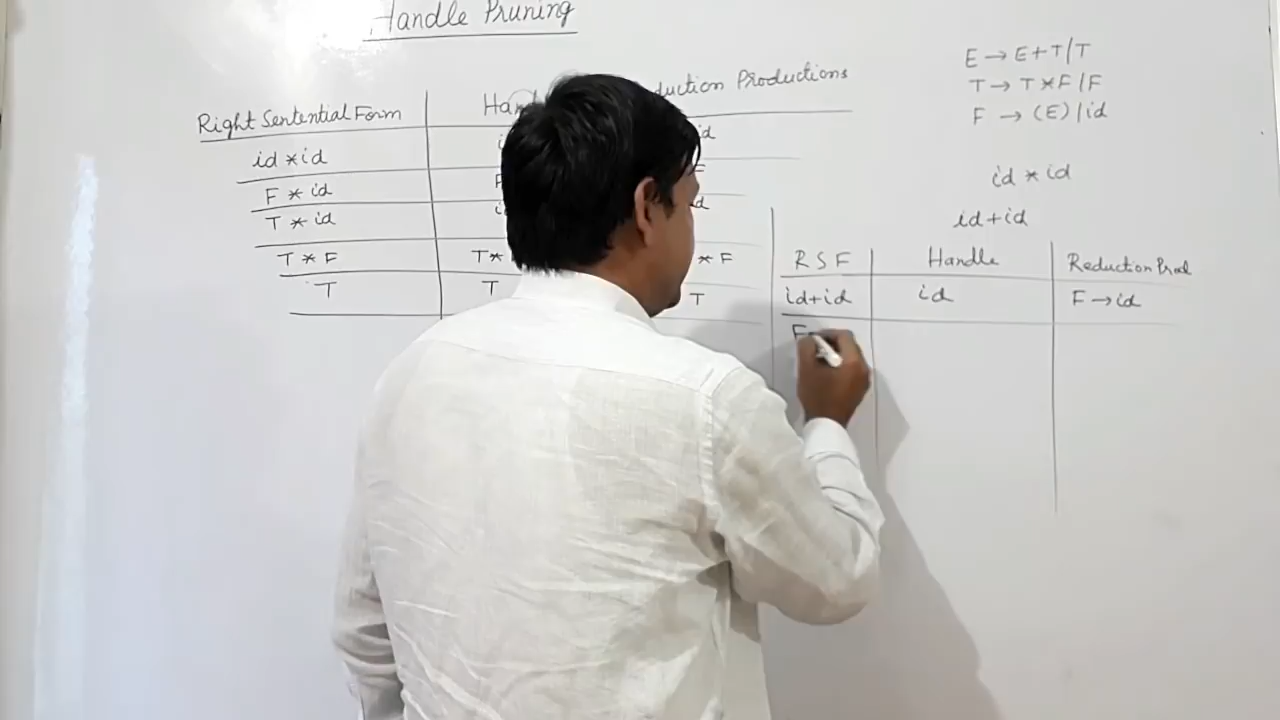 Handle Pruning
Right Sentential Form Productions
id * id
F * id
T * id
T * F T * * F
T T T
E → E + T / T
T → T * F / F
F → (E) / id
id * id
id + id
R S F Handle Reduction Prod
id + id id F → id